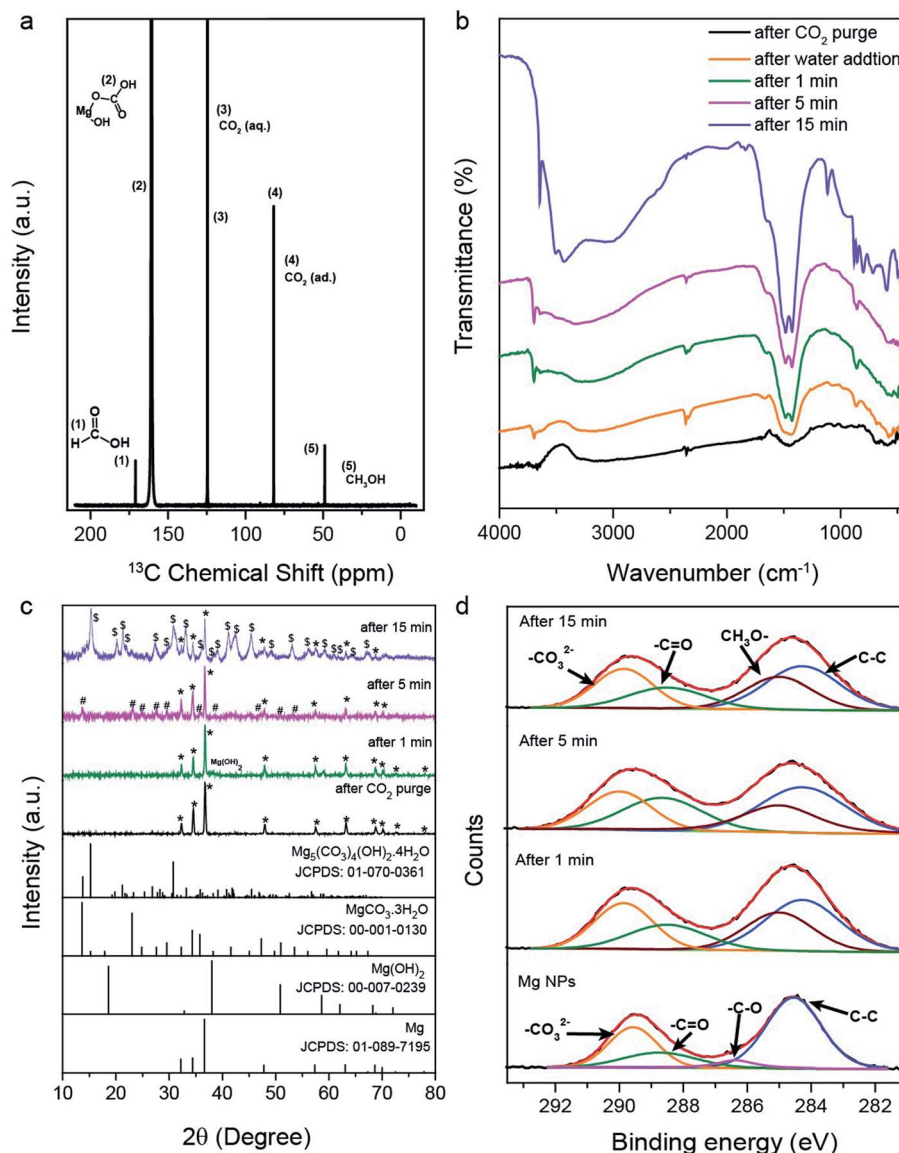 a
(2)
OH
O
C
Mg
O
OH
(2)
(3)
CO₂ (aq.)
(3)
(4)
(4)
CO₂ (ad.)
(1)
O
H C OH
(1)
(5)
(5)
CH₃OH
Intensity (a.u.)
200 150 100 50 0
¹³C Chemical Shift (ppm)
b
after CO₂ purge
after water addtion
after 1 min
after 5 min
after 15 min
Transmittance (%)
4000 3000 2000 1000
Wavenumber (cm⁻¹)
c
after 15 min
$ $ $ $ $ $ $ * $ * $ * $ $ $ $ $ * $ $ $ * $ $ $ * $ $ *
after 5 min
# # # # # * * # * # # * # # * * * *
after 1 min
* * * Mg(OH)₂ * * * * * * *
after CO₂ purge
* * * * * * * * * *
Mg₅(CO₃)₄(OH)₂.4H₂O
JCPDS: 01-070-0361
MgCO₃.3H₂O
JCPDS: 00-001-0130
Mg(OH)₂
JCPDS: 00-007-0239
Mg
JCPDS: 01-089-7195
Intensity (a.u.)
10 20 30 40 50 60 70 80
2θ (Degree)
d
After 15 min
-CO₃²⁻
-C=O
CH₃O-
C-C
After 5 min
After 1 min
Mg NPs
-CO₃²⁻
-C=O
-C-O
C-C
Counts
292 290 288 286 284 282
Binding energy (eV)